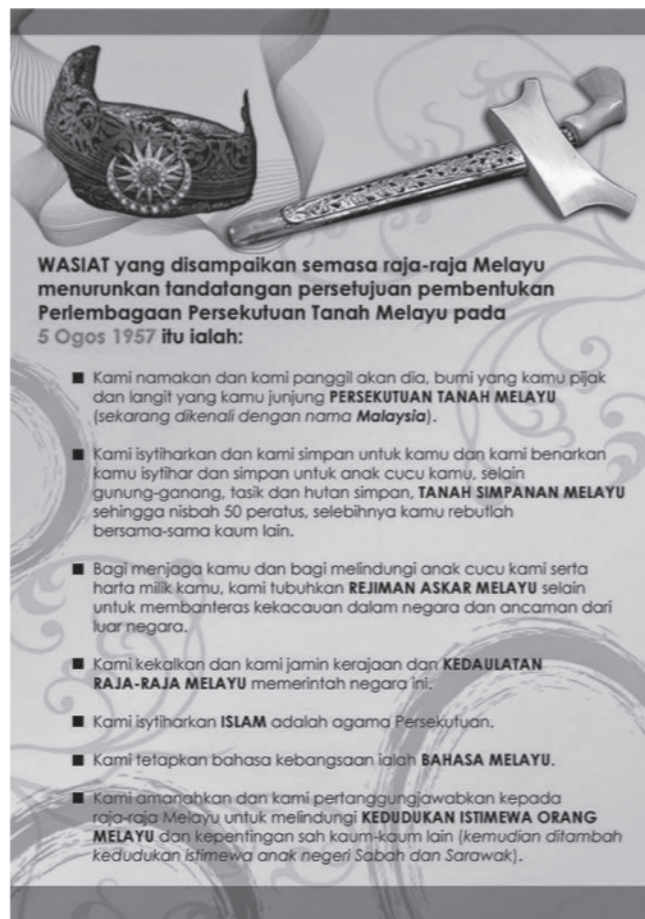 WASIAT yang disampaikan semasa raja-raja Melayu
menurunkan tandatangan persetujuan pembentukan
Perlembagaan Persekutuan Tanah Melayu pada
5 Ogos 1957 itu ialah:
■ Kami namakan dan kami panggil akan dia, bumi yang kamu pijak
dan langit yang kamu junjung PERSEKUTUAN TANAH MELAYU
(sekarang dikenali dengan nama Malaysia).
■ Kami isytiharkan dan kami simpan untuk kamu dan kami benarkan
kamu isytihar dan simpan untuk anak cucu kamu, selain
gunung-ganang, tasik dan hutan simpan, TANAH SIMPANAN MELAYU
sehingga nisbah 50 peratus, selebihnya kamu rebutlah
bersama-sama kaum lain.
■ Bagi menjaga kamu dan bagi melindungi anak cucu kami serta
harta milik kamu, kami tubuhkan REJIMAN ASKAR MELAYU selain
untuk membanteras kekacauan dalam negara dan ancaman dari
luar negara.
■ Kami kekalkan dan kami jamin kerajaan dan KEDAULATAN
RAJA-RAJA MELAYU memerintah negara ini.
■ Kami isytiharkan ISLAM adalah agama Persekutuan.
■ Kami tetapkan bahasa kebangsaan ialah BAHASA MELAYU.
■ Kami amanahkan dan kami pertanggungjawabkan kepada
raja-raja Melayu untuk melindungi KEDUDUKAN ISTIMEWA ORANG
MELAYU dan kepentingan sah kaum-kaum lain (kemudian ditambah
kedudukan istimewa anak negeri Sabah dan Sarawak).